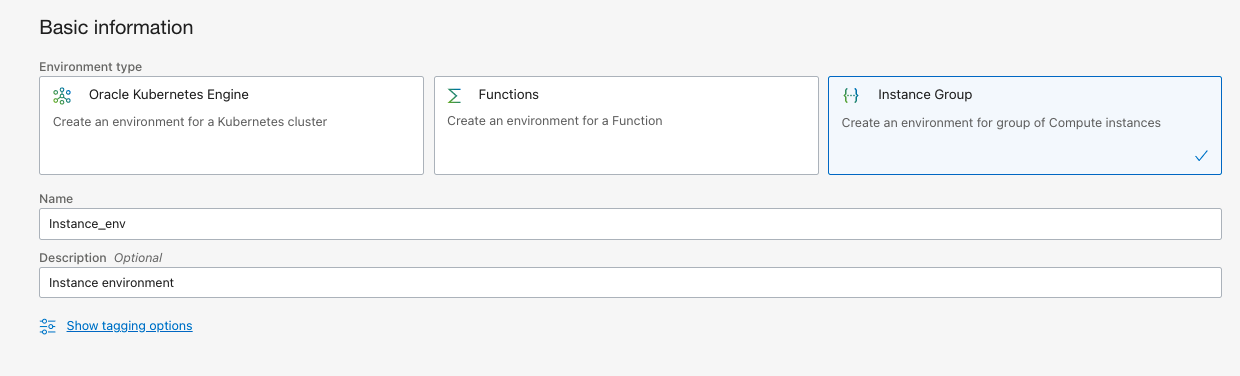 Basic information
Environment type
Oracle Kubernetes Engine
Create an environment for a Kubernetes cluster
Functions
Create an environment for a Function
Instance Group
Create an environment for group of Compute instances
Name
Instance_env
Description Optional
Instance environment
Show tagging options